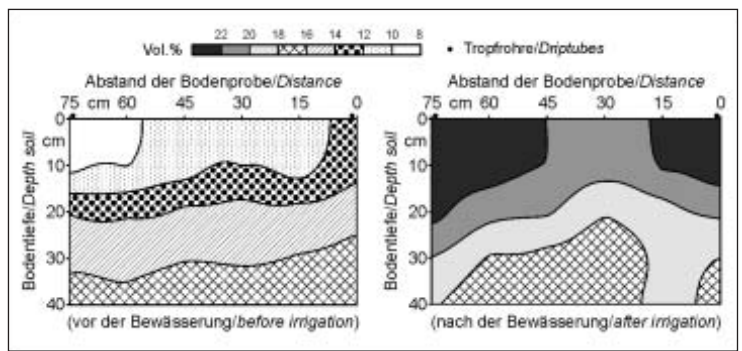 22 20 18 16 14 12 10 8
Vol.% • Tropfrohre/Driptubes
Abstand der Bodenprobe/Distance
75 cm 60 45 30 15 0
Bodentiefe/Depth soil
0
cm
10
20
30
40
(vor der Bewässerung/before irrigation)
Abstand der Bodenprobe/Distance
75 cm 60 45 30 15 0
Bodentiefe/Depth soil
0
cm
10
20
30
40
(nach der Bewässerung/after irrigation)